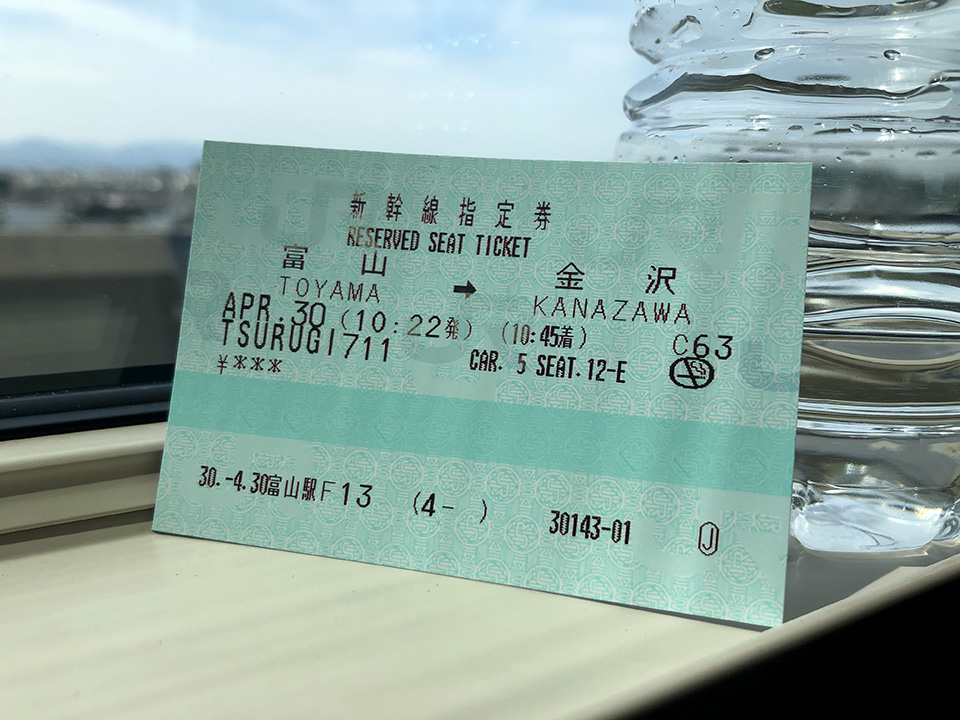 新幹線指定券
RESERVED SEAT TICKET
富山 → 金沢
TOYAMA KANAZAWA
APR.30 (10:22発) (10:45着) C63
TSURUGI711 CAR. 5 SEAT.12-E
¥***
30.-4.30富山駅F13 (4- ) 30143-01 Ⓙ